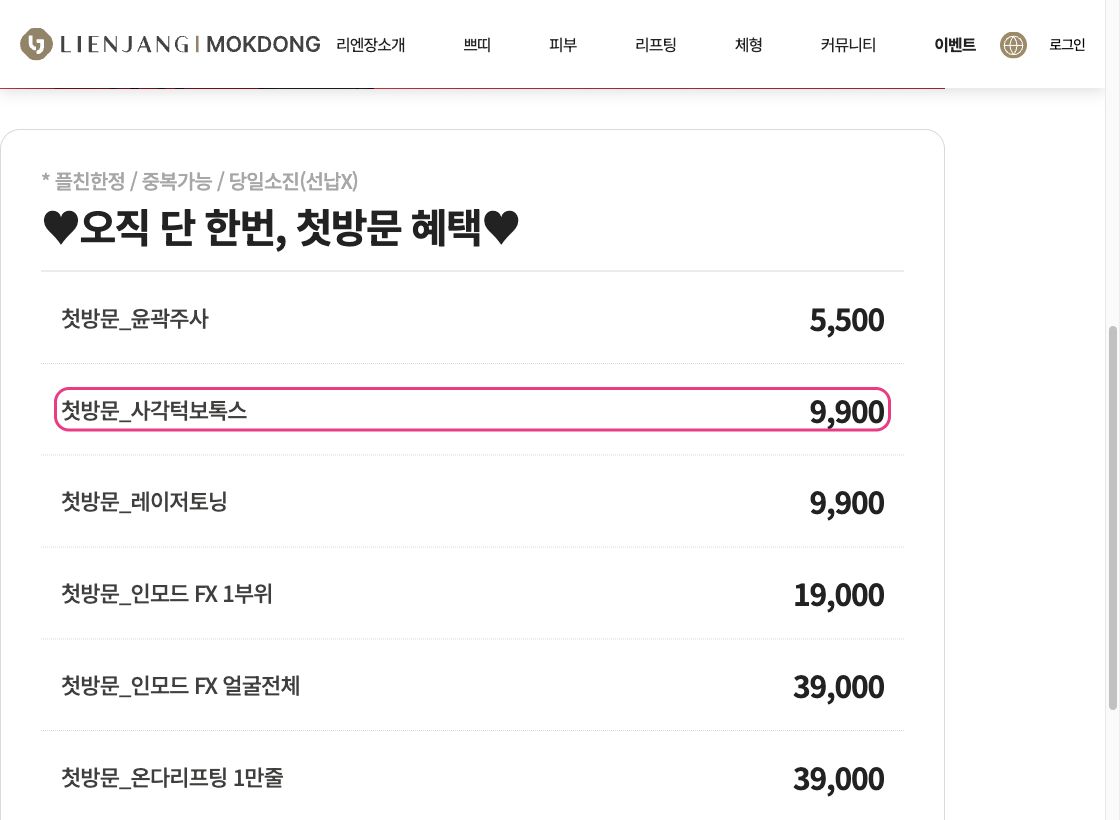 LIENJANG | MOKDONG 리엔장소개 쁘띠 피부 리프팅 체형 커뮤니티 이벤트 로그인
* 플친한정 / 중복가능 / 당일소진(선납X)
♥오직 단 한번, 첫방문 혜택♥
첫방문_윤곽주사 5,500
첫방문_사각턱보톡스 9,900
첫방문_레이저토닝 9,900
첫방문_인모드 FX 1부위 19,000
첫방문_인모드 FX 얼굴전체 39,000
첫방문_온다리프팅 1만줄 39,000